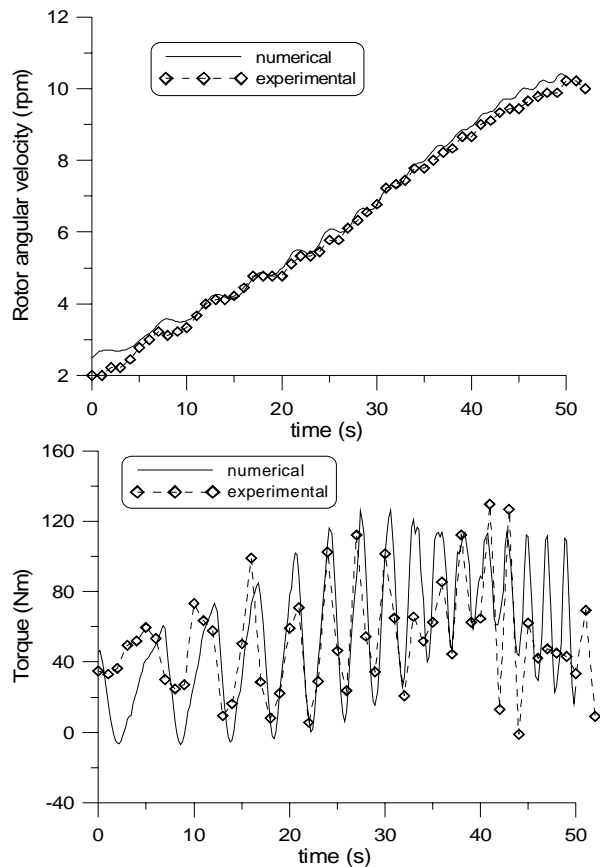 12
10
8
6
4
2
Rotor angular velocity (rpm)
numerical
experimental
0 10 20 30 40 50
time (s)
160
120
80
40
0
-40
Torque (Nm)
numerical
experimental
0 10 20 30 40 50
time (s)